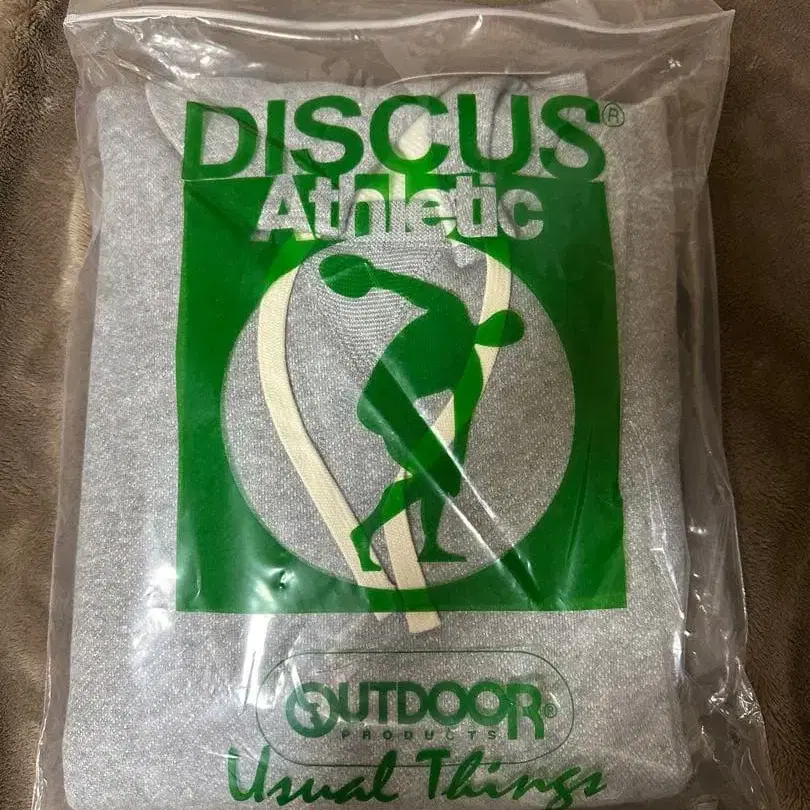 DISCUS®
Athletic
OUTDOOR®
PRODUCTS
Usual Things